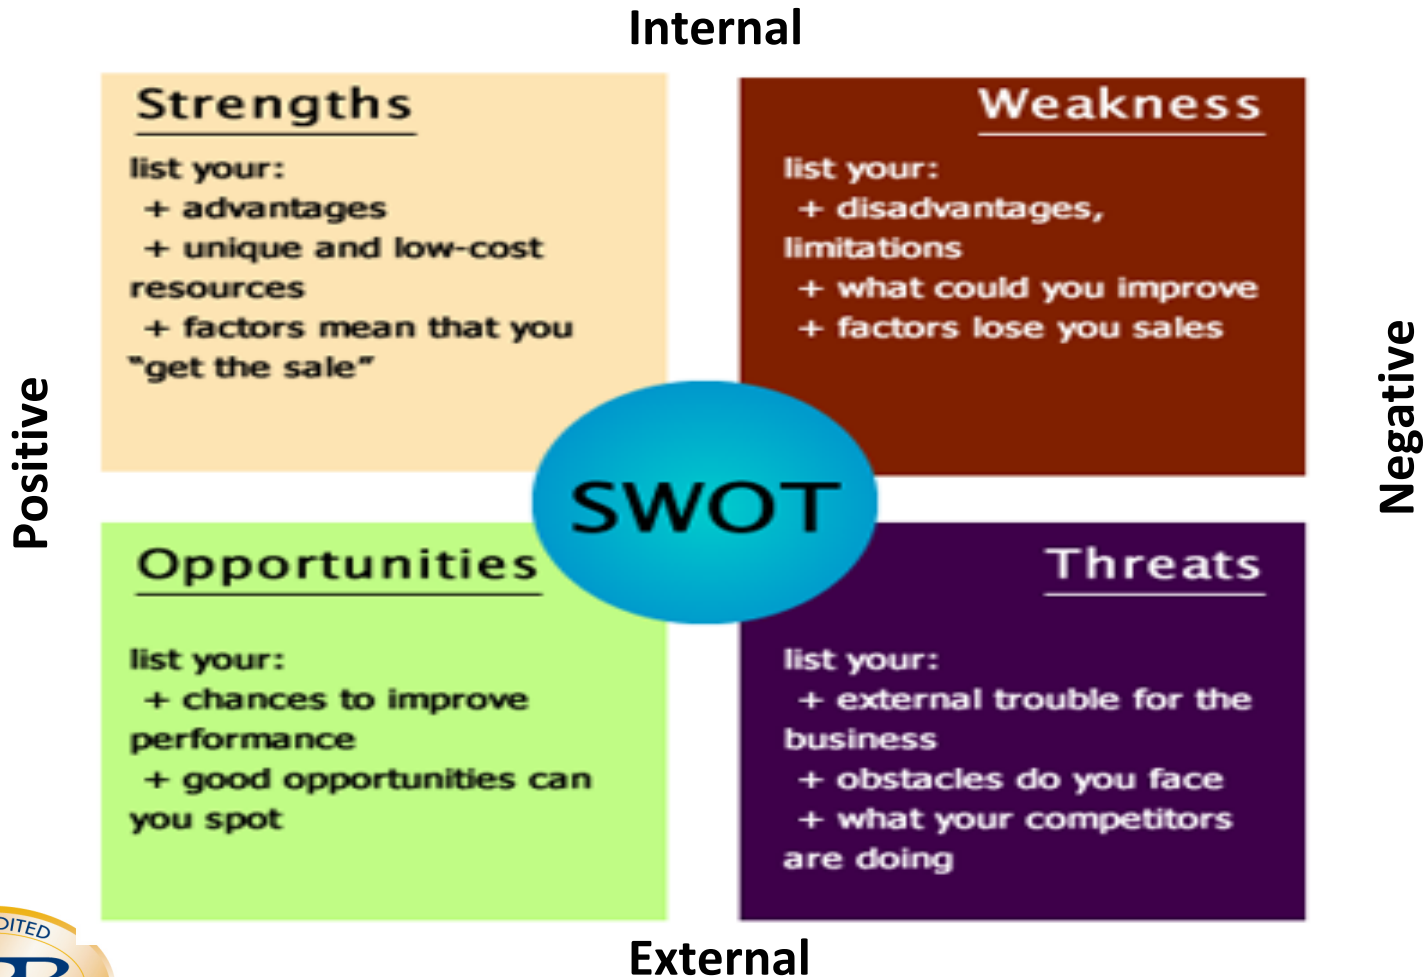 Internal
Strengths
list your:
+ advantages
+ unique and low-cost
resources
+ factors mean that you
“get the sale”
Weakness
list your:
+ disadvantages,
limitations
+ what could you improve
+ factors lose you sales
Positive
Negative
SWOT
Opportunities
list your:
+ chances to improve
performance
+ good opportunities can
you spot
Threats
list your:
+ external trouble for the
business
+ obstacles do you face
+ what your competitors
are doing
External